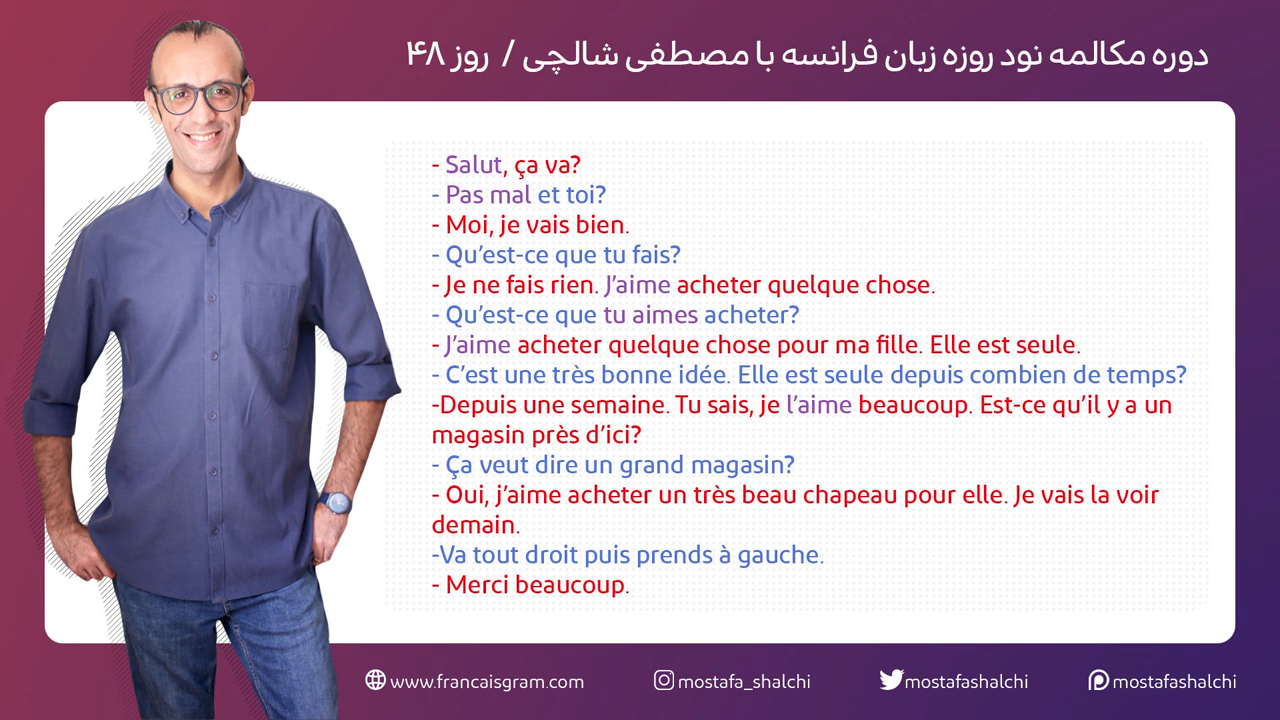 دوره مکالمه نود روزه زبان فرانسه با مصطفی شالچی / روز ۴۸
- Salut, ça va?
- Pas mal et toi?
- Moi, je vais bien.
- Qu’est-ce que tu fais?
- Je ne fais rien. J’aime acheter quelque chose.
- Qu’est-ce que tu aimes acheter?
- J’aime acheter quelque chose pour ma fille. Elle est seule.
- C’est une très bonne idée. Elle est seule depuis combien de temps?
-Depuis une semaine. Tu sais, je l’aime beaucoup. Est-ce qu’il y a un
magasin près d’ici?
- Ça veut dire un grand magasin?
- Oui, j’aime acheter un très beau chapeau pour elle. Je vais la voir
demain.
-Va tout droit puis prends à gauche.
- Merci beaucoup.
www.francaisgram.com
mostafa_shalchi
mostafashalchi
mostafashalchi